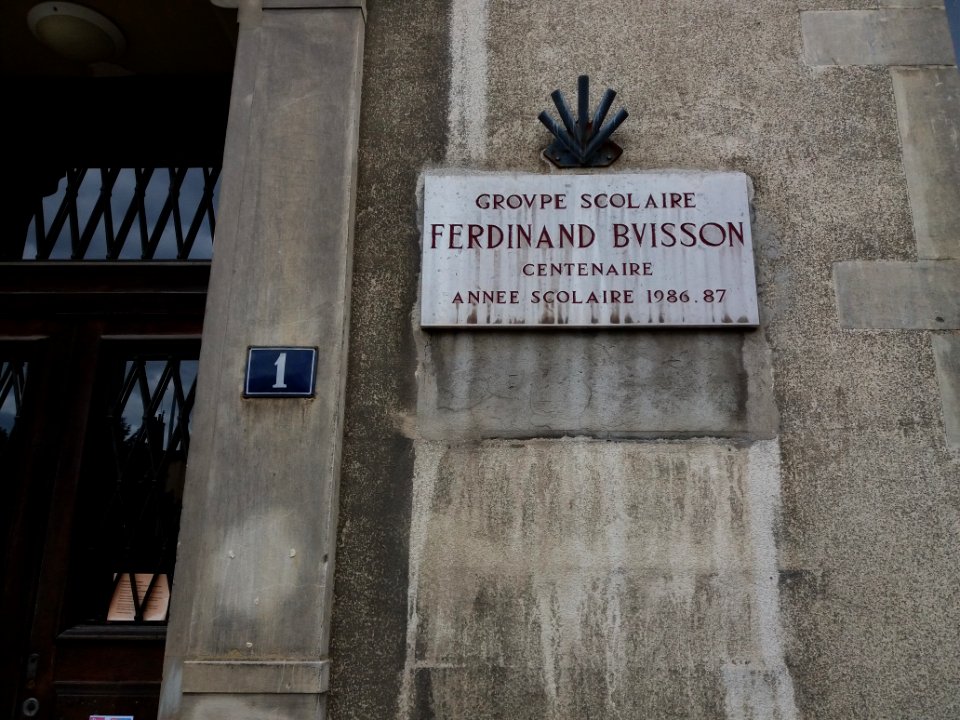 GROVPE SCOLAIRE
FERDINAND BVISSON
CENTENAIRE
ANNEE SCOLAIRE 1986.87
1